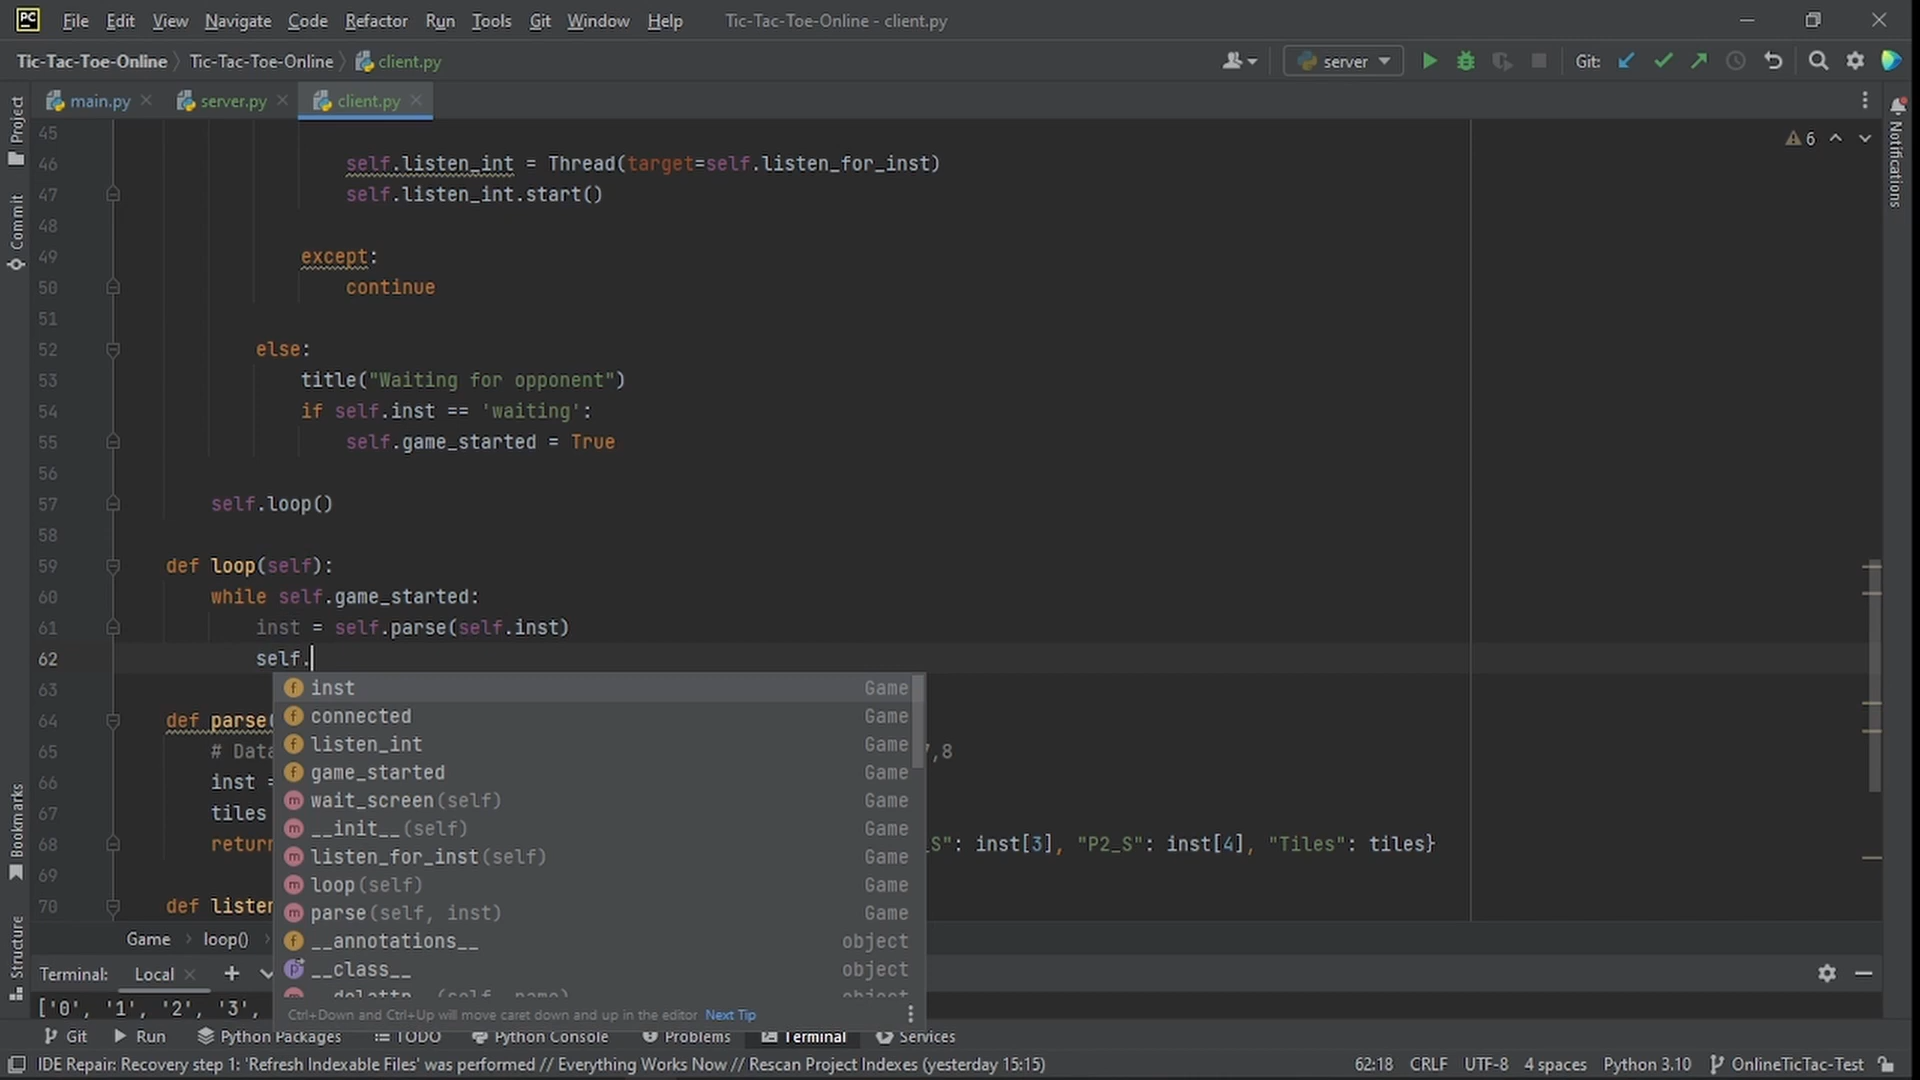 PC File Edit View Navigate Code Refactor Run Tools Git Window Help Tic-Tac-Toe-Online - client.py
Tic-Tac-Toe-Online Tic-Tac-Toe-Online client.py server Git:
main.py server.py client.py
Project
Commit
Bookmarks
Structure
Notifications
6
45
46 self.listen_int = Thread(target=self.listen_for_inst)
47 self.listen_int.start()
48
49 except:
50 continue
51
52 else:
53 title("Waiting for opponent")
54 if self.inst == 'waiting':
55 self.game_started = True
56
57 self.loop()
58
59 def loop(self):
60 while self.game_started:
61 inst = self.parse(self.inst)
62 self.
63
64 def parse(
65 # Data ,8
66 inst =
67 tiles
68 return _S": inst[3], "P2_S": inst[4], "Tiles": tiles}
69
70 def listen
inst Game
connected Game
listen_int Game
game_started Game
wait_screen(self) Game
__init__(self) Game
listen_for_inst(self) Game
loop(self) Game
parse(self, inst) Game
__annotations__ object
__class__ object
Ctrl+Down and Ctrl+Up will move caret down and up in the editor Next Tip
Game loop()
Terminal: Local
['0', '1', '2', '3',
Git Run Python Packages TODO Python Console Problems Terminal Services
IDE Repair: Recovery step 1: 'Refresh Indexable Files' was performed // Everything Works Now // Rescan Project Indexes (yesterday 15:15) 62:18 CRLF UTF-8 4 spaces Python 3.10 OnlineTicTac-Test